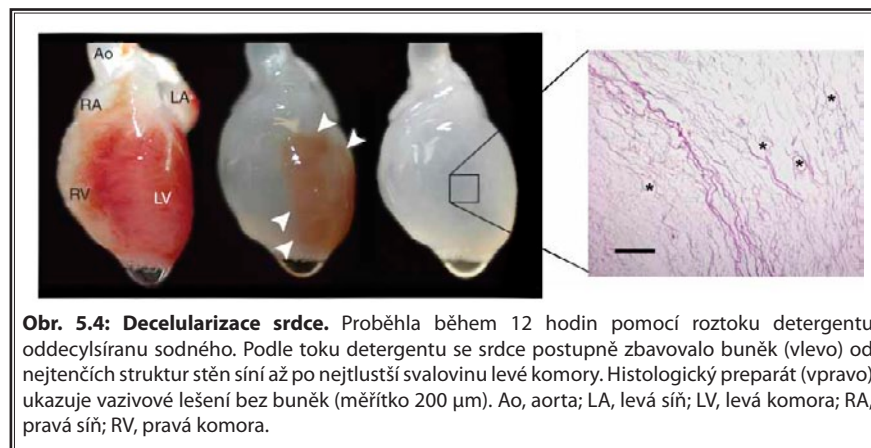 Ao
RA
LA
RV
LV
*
*
*
*
Obr. 5.4: Decelularizace srdce. Proběhla během 12 hodin pomocí roztoku detergentu
oddecylsíranu sodného. Podle toku detergentu se srdce postupně zbavovalo buněk (vlevo) od
nejtenčích struktur stěn síní až po nejtlustší svalovinu levé komory. Histologický preparát (vpravo)
ukazuje vazivové lešení bez buněk (měřítko 200 μm). Ao, aorta; LA, levá síň; LV, levá komora; RA,
pravá síň; RV, pravá komora.